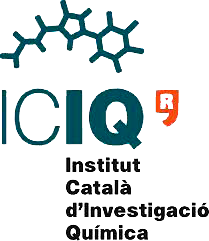 ICIQ R
Institut
Català
d'Investigació
Química